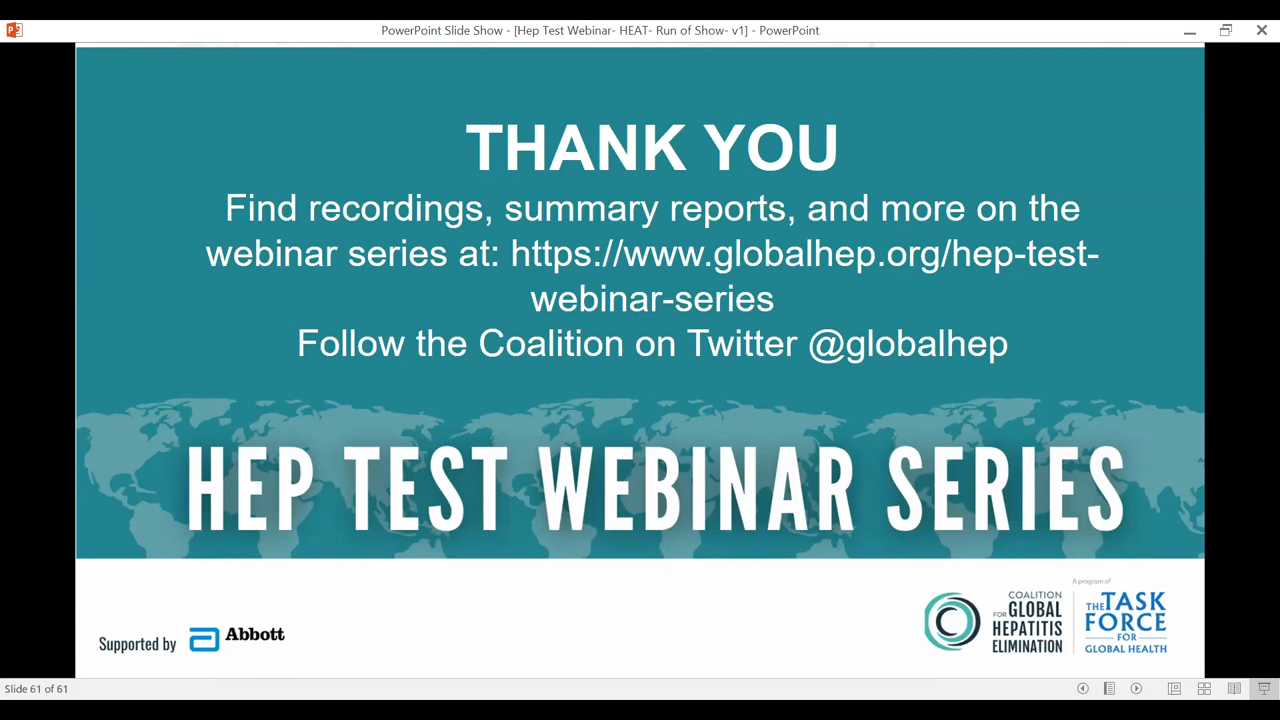 PowerPoint Slide Show - [Hep Test Webinar- HEAT- Run of Show- v1] - PowerPoint
THANK YOU
Find recordings, summary reports, and more on the
webinar series at: https://www.globalhep.org/hep-test-
webinar-series
Follow the Coalition on Twitter @globalhep
HEP TEST WEBINAR SERIES
Supported by
Abbott
COALITION
FOR GLOBAL
HEPATITIS
ELIMINATION
A program of
THE TASK
FORCE
FOR
GLOBAL HEALTH
Slide 61 of 61